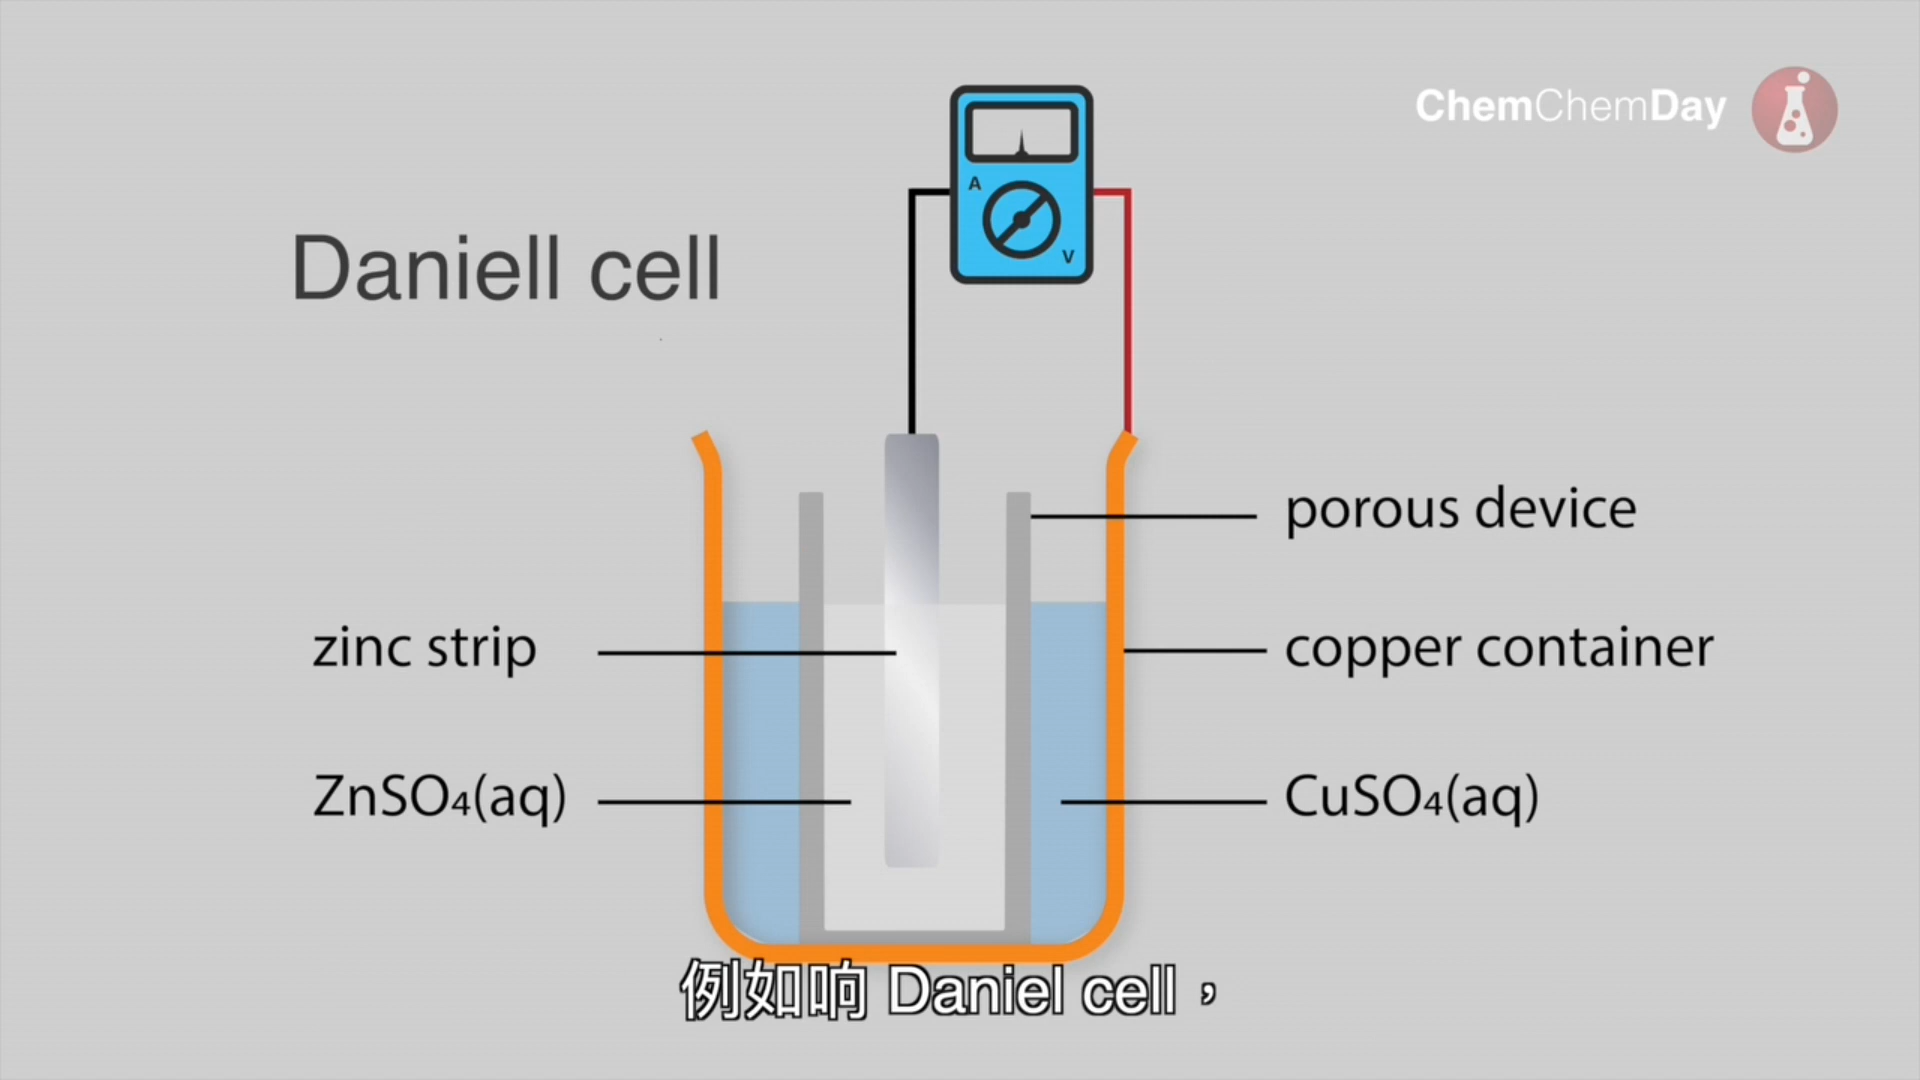 ChemChemDay
A
V
Daniell cell
porous device
zinc strip
copper container
ZnSO₄(aq)
CuSO₄(aq)
例如响 Daniel cell，